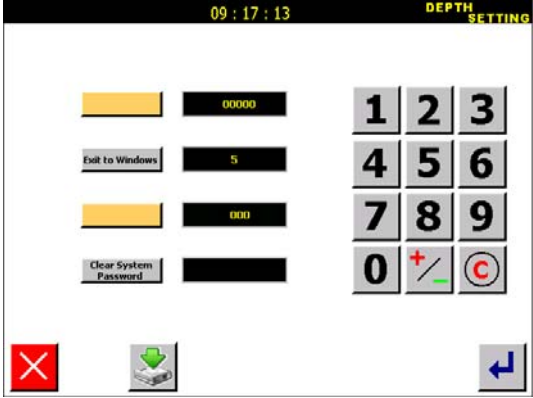 09 : 17 : 13
DEPTH
SETTING
00000
1 2 3
Exit to Windows
5
4 5 6
000
7 8 9
Clear System
Password
0 +/- C